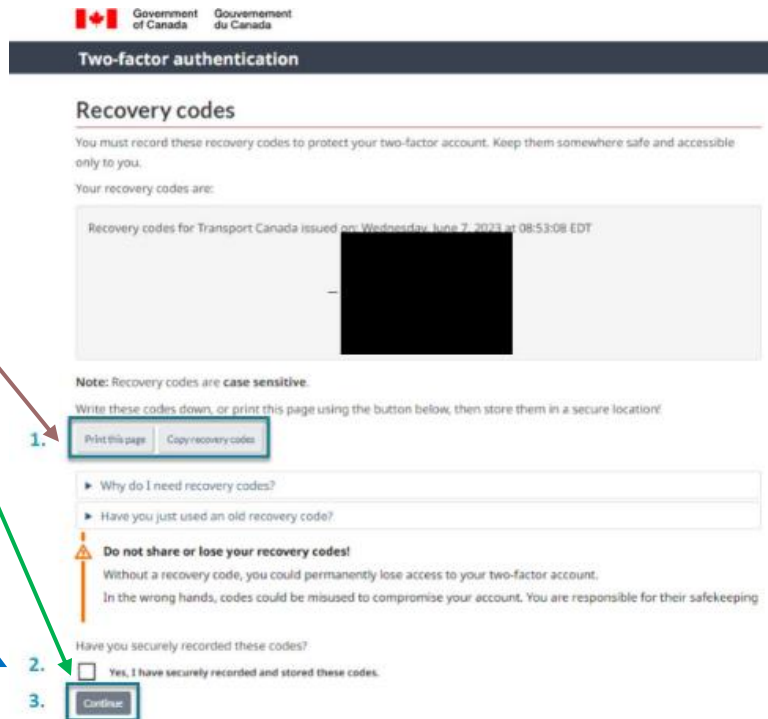 Government Gouvernement
of Canada du Canada
Two-factor authentication
Recovery codes
You must record these recovery codes to protect your two-factor account. Keep them somewhere safe and accessible
only to you.
Your recovery codes are:
Recovery codes for Transport Canada issued on: Wednesday, June 7, 2023 at 08:53:08 EDT
Note: Recovery codes are case sensitive.
Write these codes down, or print this page using the button below, then store them in a secure location!
1. Print this page Copy recovery codes
Why do I need recovery codes?
Have you just used an old recovery code?
Do not share or lose your recovery codes!
Without a recovery code, you could permanently lose access to your two-factor account.
In the wrong hands, codes could be misused to compromise your account. You are responsible for their safekeeping
Have you securely recorded these codes?
2. Yes, I have securely recorded and stored these codes.
3. Continue